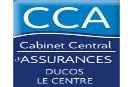 CCA
Cabinet Central
d'ASSURANCES
DUCOS
LE CENTRE